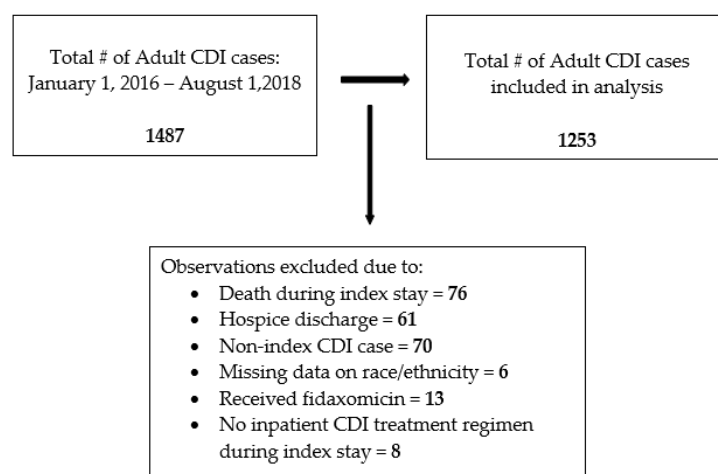 Total # of Adult CDI cases:
January 1, 2016 – August 1,2018
1487
Total # of Adult CDI cases
included in analysis
1253
Observations excluded due to:
• Death during index stay = 76
• Hospice discharge = 61
• Non-index CDI case = 70
• Missing data on race/ethnicity = 6
• Received fidaxomicin = 13
• No inpatient CDI treatment regimen
during index stay = 8